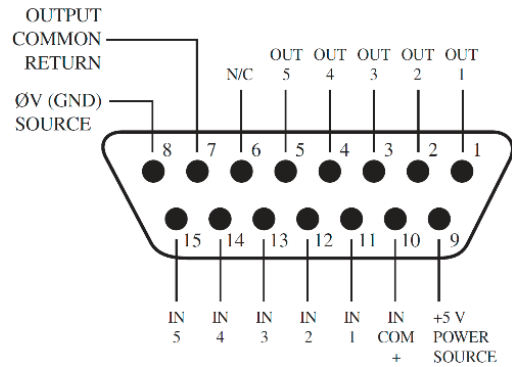 OUTPUT
COMMON
RETURN
ØV (GND)
SOURCE
N/C
OUT
5
OUT
4
OUT
3
OUT
2
OUT
1
8
7
6
5
4
3
2
1
15
14
13
12
11
10
9
IN
5
IN
4
IN
3
IN
2
IN
1
IN
COM
+
+5 V
POWER
SOURCE